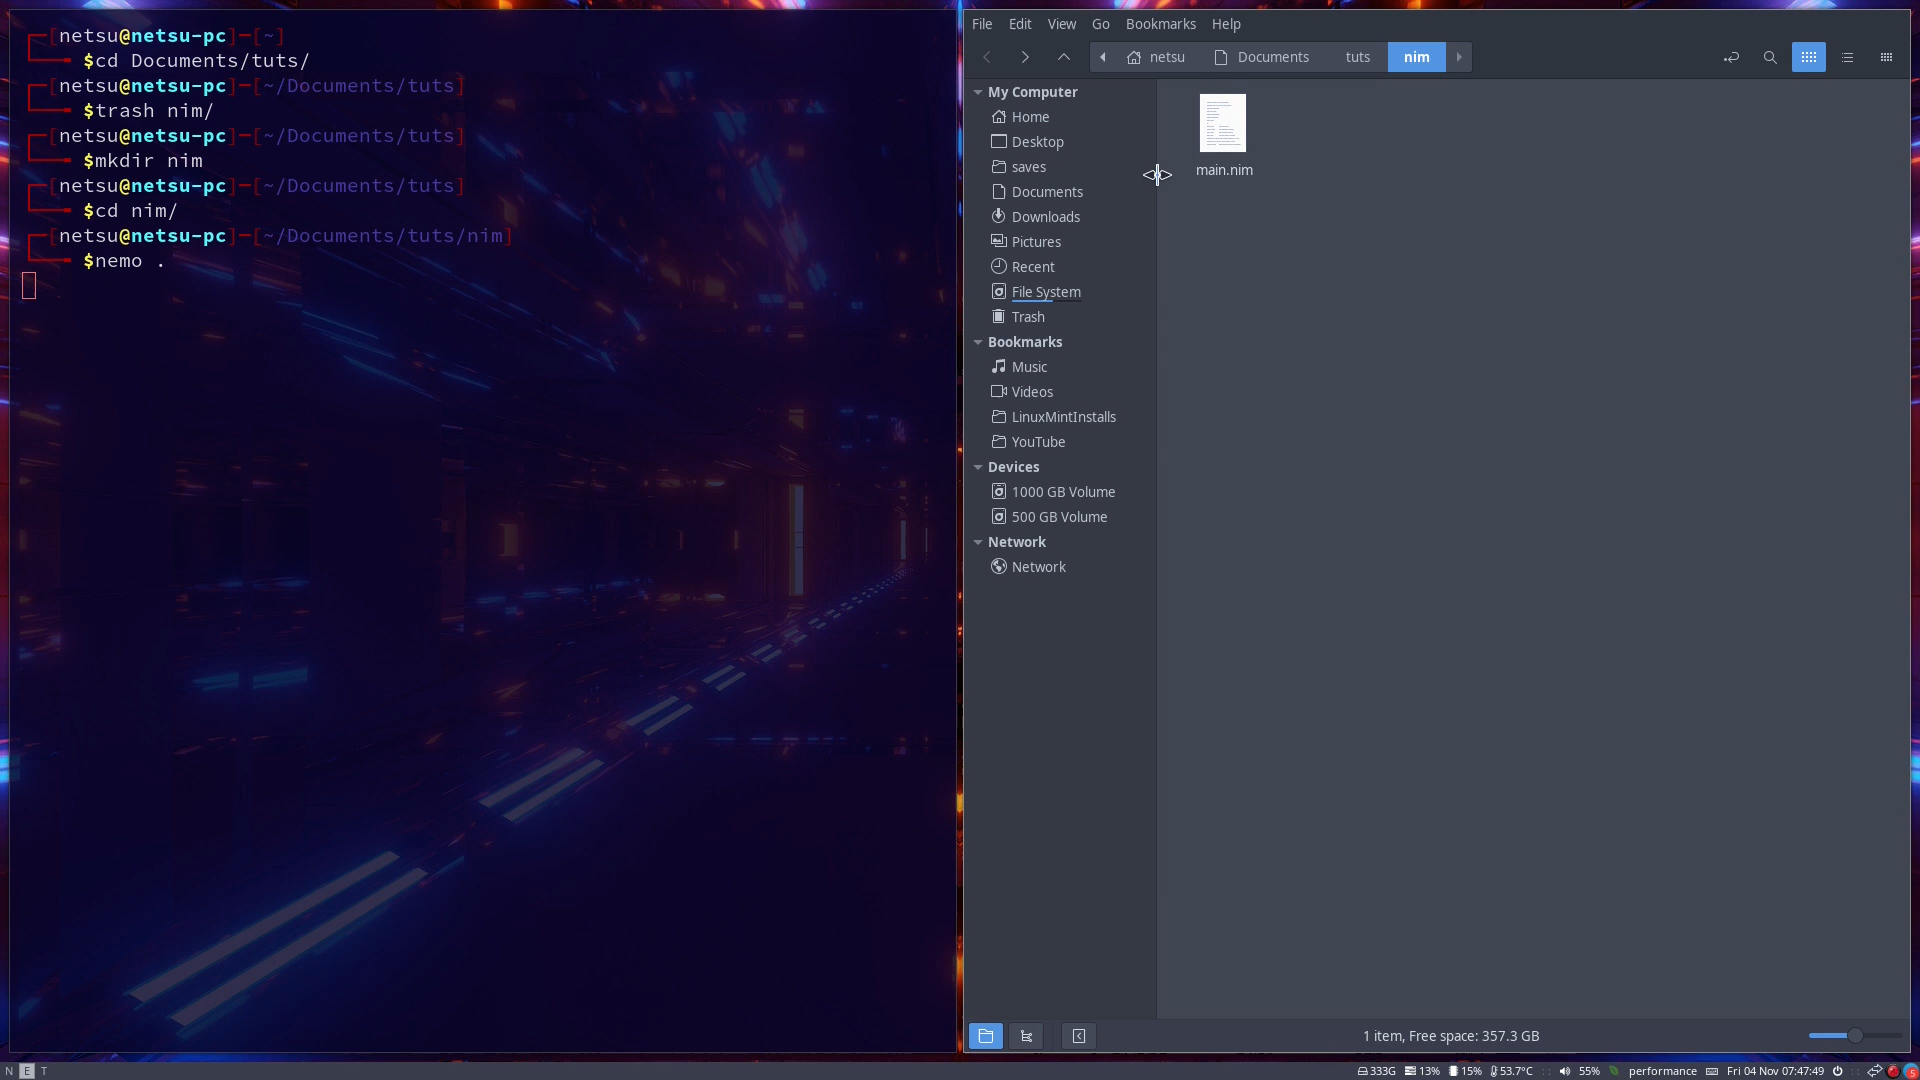 [netsu@netsu-pc]-[~]
$cd Documents/tuts/
[netsu@netsu-pc]-[~/Documents/tuts]
$trash nim/
[netsu@netsu-pc]-[~/Documents/tuts]
$mkdir nim
[netsu@netsu-pc]-[~/Documents/tuts]
$cd nim/
[netsu@netsu-pc]-[~/Documents/tuts/nim]
$nemo .
File Edit View Go Bookmarks Help
netsu Documents tuts nim
My Computer
Home
Desktop
saves
Documents
Downloads
Pictures
Recent
File System
Trash
Bookmarks
Music
Videos
LinuxMintInstalls
YouTube
Devices
1000 GB Volume
500 GB Volume
Network
Network
main.nim
1 item, Free space: 357.3 GB
N E T
333G 13% 15% 53.7°C :: 55% performance Fri 04 Nov 07:47:49 :: 5